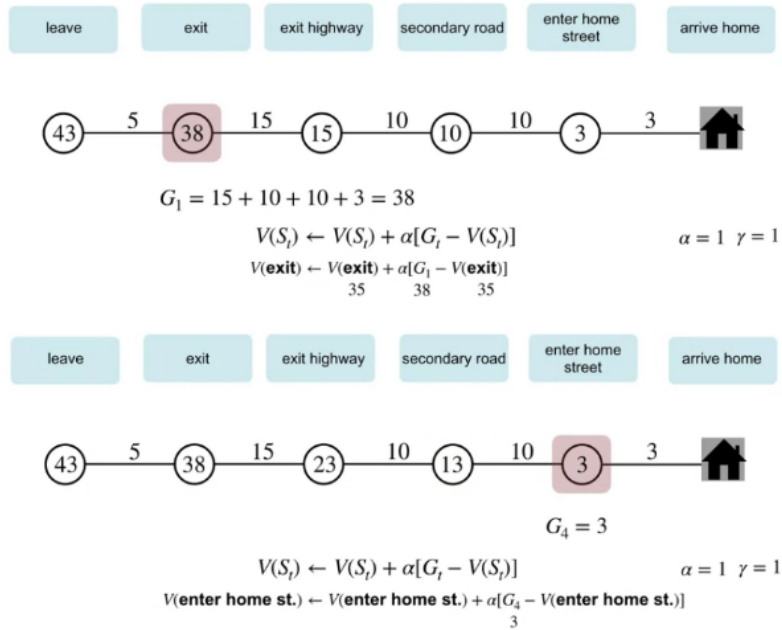 leave exit exit highway secondary road enter home street arrive home
43 5 38 15 15 10 10 10 3 3
G₁ = 15 + 10 + 10 + 3 = 38
V(Sₜ) ← V(Sₜ) + α[Gₜ − V(Sₜ)] α = 1 γ = 1
V(exit) ← V(exit) + α[G₁ − V(exit)]
35 38 35
leave exit exit highway secondary road enter home street arrive home
43 5 38 15 23 10 13 10 3 3
G₄ = 3
V(Sₜ) ← V(Sₜ) + α[Gₜ − V(Sₜ)] α = 1 γ = 1
V(enter home st.) ← V(enter home st.) + α[G₄ − V(enter home st.)]
3